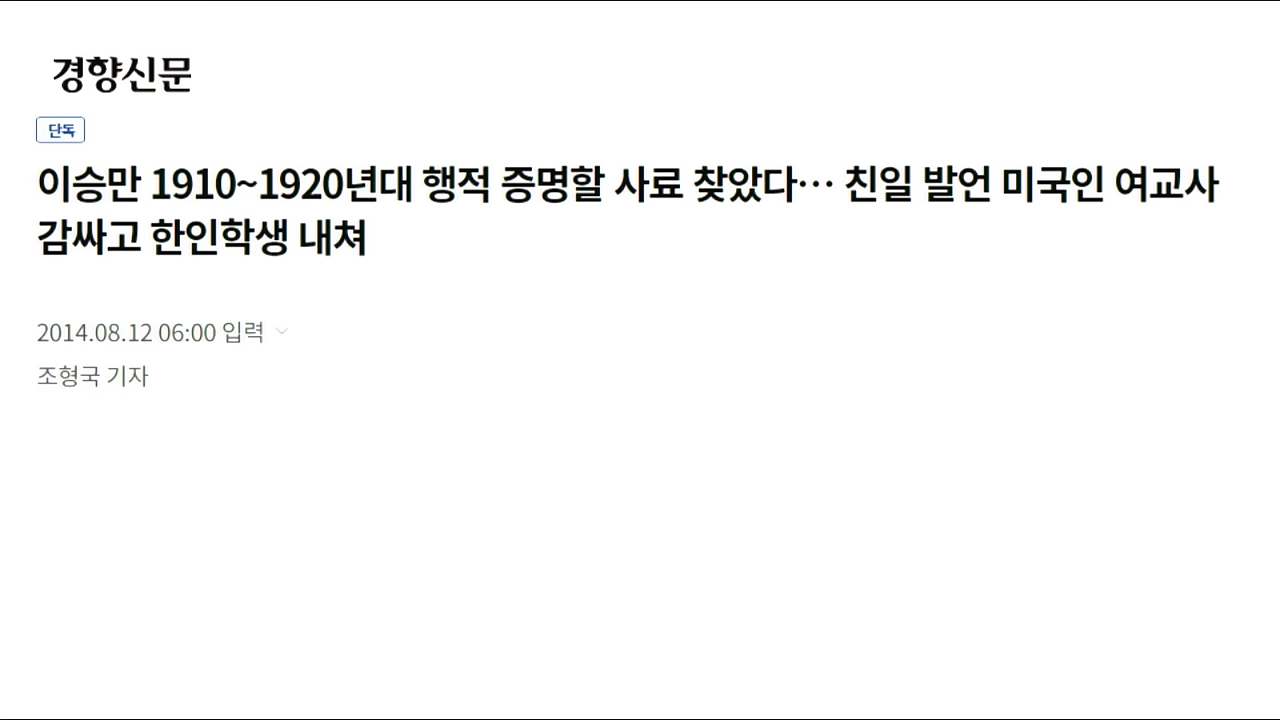 경향신문
단독
이승만 1910~1920년대 행적 증명할 사료 찾았다… 친일 발언 미국인 여교사
감싸고 한인학생 내쳐
2014.08.12 06:00 입력
조형국 기자